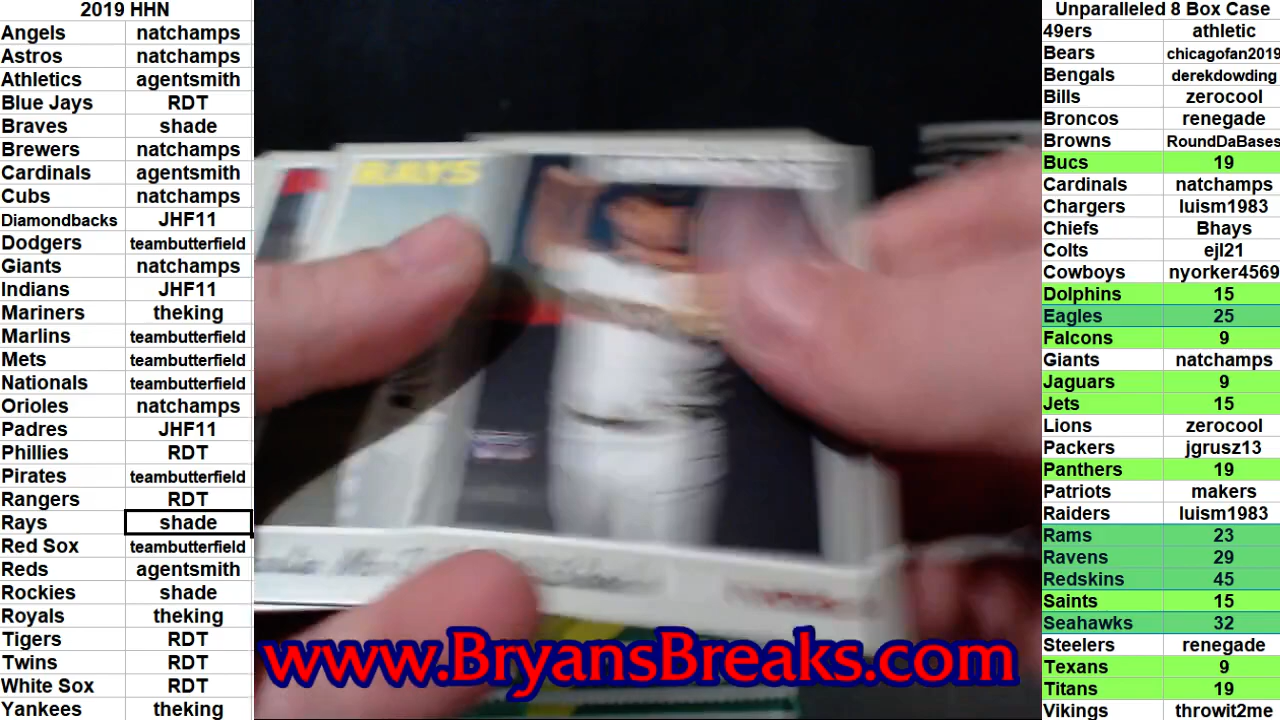 2019 HHN
Angels natchamps
Astros natchamps
Athletics agentsmith
Blue Jays RDT
Braves shade
Brewers natchamps
Cardinals agentsmith
Cubs natchamps
Diamondbacks JHF11
Dodgers teambutterfield
Giants natchamps
Indians JHF11
Mariners theking
Marlins teambutterfield
Mets teambutterfield
Nationals teambutterfield
Orioles natchamps
Padres JHF11
Phillies RDT
Pirates teambutterfield
Rangers RDT
Rays shade
Red Sox teambutterfield
Reds agentsmith
Rockies shade
Royals theking
Tigers RDT
Twins RDT
White Sox RDT
Yankees theking
RAYS
www.BryansBreaks.com
Unparalleled 8 Box Case
49ers athletic
Bears chicagofan2019
Bengals derekdowding
Bills zerocool
Broncos renegade
Browns RoundDaBases
Bucs 19
Cardinals natchamps
Chargers luism1983
Chiefs Bhays
Colts ejl21
Cowboys nyorker4569
Dolphins 15
Eagles 25
Falcons 9
Giants natchamps
Jaguars 9
Jets 15
Lions zerocool
Packers jgrusz13
Panthers 19
Patriots makers
Raiders luism1983
Rams 23
Ravens 29
Redskins 45
Saints 15
Seahawks 32
Steelers renegade
Texans 9
Titans 19
Vikings throwit2me